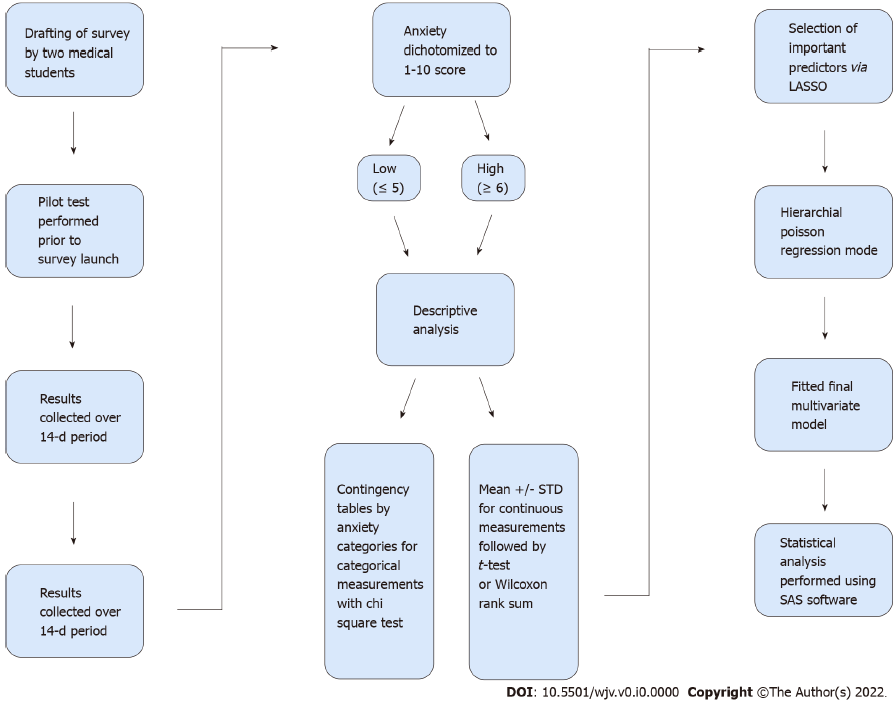 Drafting of survey
by two medical
students
Pilot test
performed
prior to
survey launch
Results
collected over
14-d period
Results
collected over
14-d period
Anxiety
dichotomized to
1-10 score
Low
(≤ 5)
High
(≥ 6)
Descriptive
analysis
Contingency
tables by
anxiety
categories for
categorical
measurements
with chi
square test
Mean +/- STD
for continuous
measurements
followed by
t-test
or Wilcoxon
rank sum
Selection of
important
predictors via
LASSO
Hierarchial
poisson
regression mode
Fitted final
multivariate
model
Statistical
analysis
performed using
SAS software
DOI: 10.5501/wjv.v0.i0.0000 Copyright ©The Author(s) 2022.